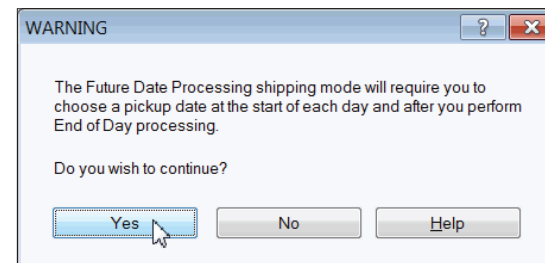 WARNING ?
The Future Date Processing shipping mode will require you to
choose a pickup date at the start of each day and after you perform
End of Day processing.
Do you wish to continue?
Yes No Help